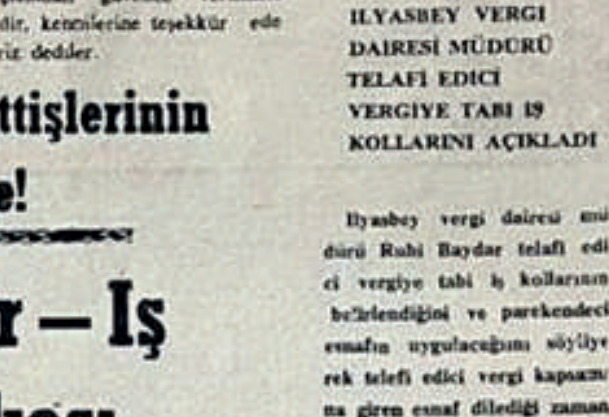 dir, kendilerine teşekkür ede
riz dediler.
ttişlerinin
e!
r – Iş
ILYASBEY VERGI
DAIRESİ MÜDÜRÜ
TELAFI EDICI
VERGIYE TABI IŞ
KOLLARINI AÇIKLADI
Ilyasbey vergi dairesi mü
dürü Ruhi Baydar telafi edi
ci vergiye tabi iş kollarının
belirlendiğini ve parekendeci
esnafın uygulacağını söyliye
rek telefi edici vergi kapsamı
na giren esnaf dilediği zaman